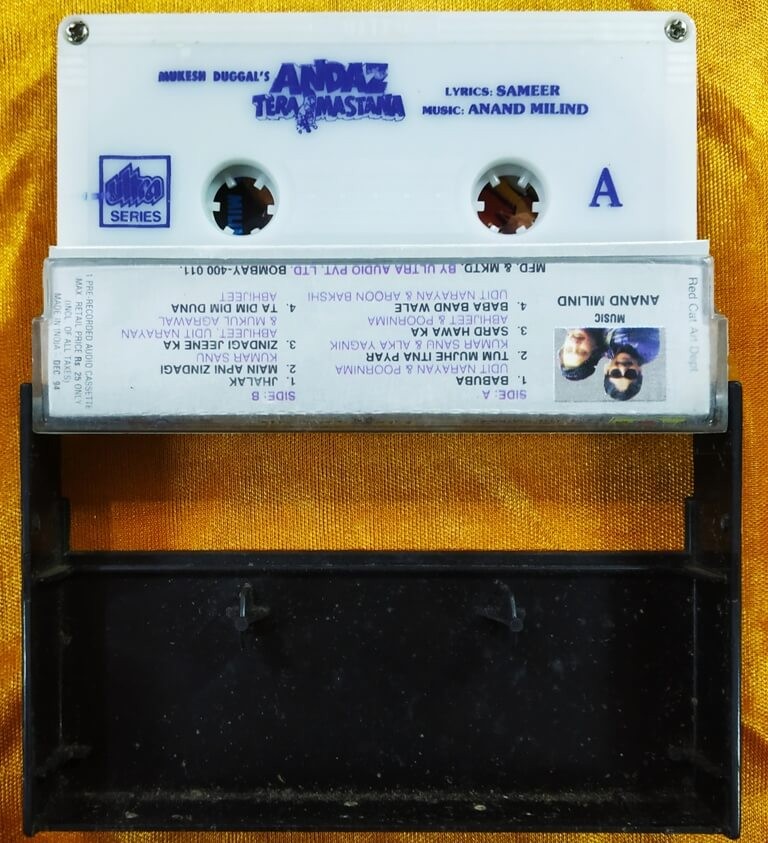 MUKESH DUGGAL'S
ANDAZ
TERA MASTANA
LYRICS: SAMEER
MUSIC: ANAND MILIND
ultra
SERIES
A
Red Cat Art Dept
MUSIC
ANAND MILIND
SIDE: A
1. BABUBA
UDIT NARAYAN & POORNIMA
2. TUM MUJHE ITNA PYAR
KUMAR SANU & ALKA YAGNIK
3. SARD HAWA KA
ABHIJEET & POORNIMA
4. BABA BAND WALE
UDIT NARAYAN & AROON BAKSHI
SIDE: B
1. JHALAK
2. MAIN APNI ZINDAGI
KUMAR SANU
3. ZINDAGI JEENE KA
ABHIJEET, UDIT NARAYAN
& MUKUL AGRAWAL
4. TA DIM DIM DUNA
ABHIJEET
MFD. & MKTD. BY ULTRA AUDIO PVT. LTD. BOMBAY-400 011.
1 PRE-RECORDED AUDIO CASSETTE
MAX. RETAIL PRICE Rs. 25 ONLY
(INCL. OF ALL TAXES)
MADE IN INDIA DEC 94